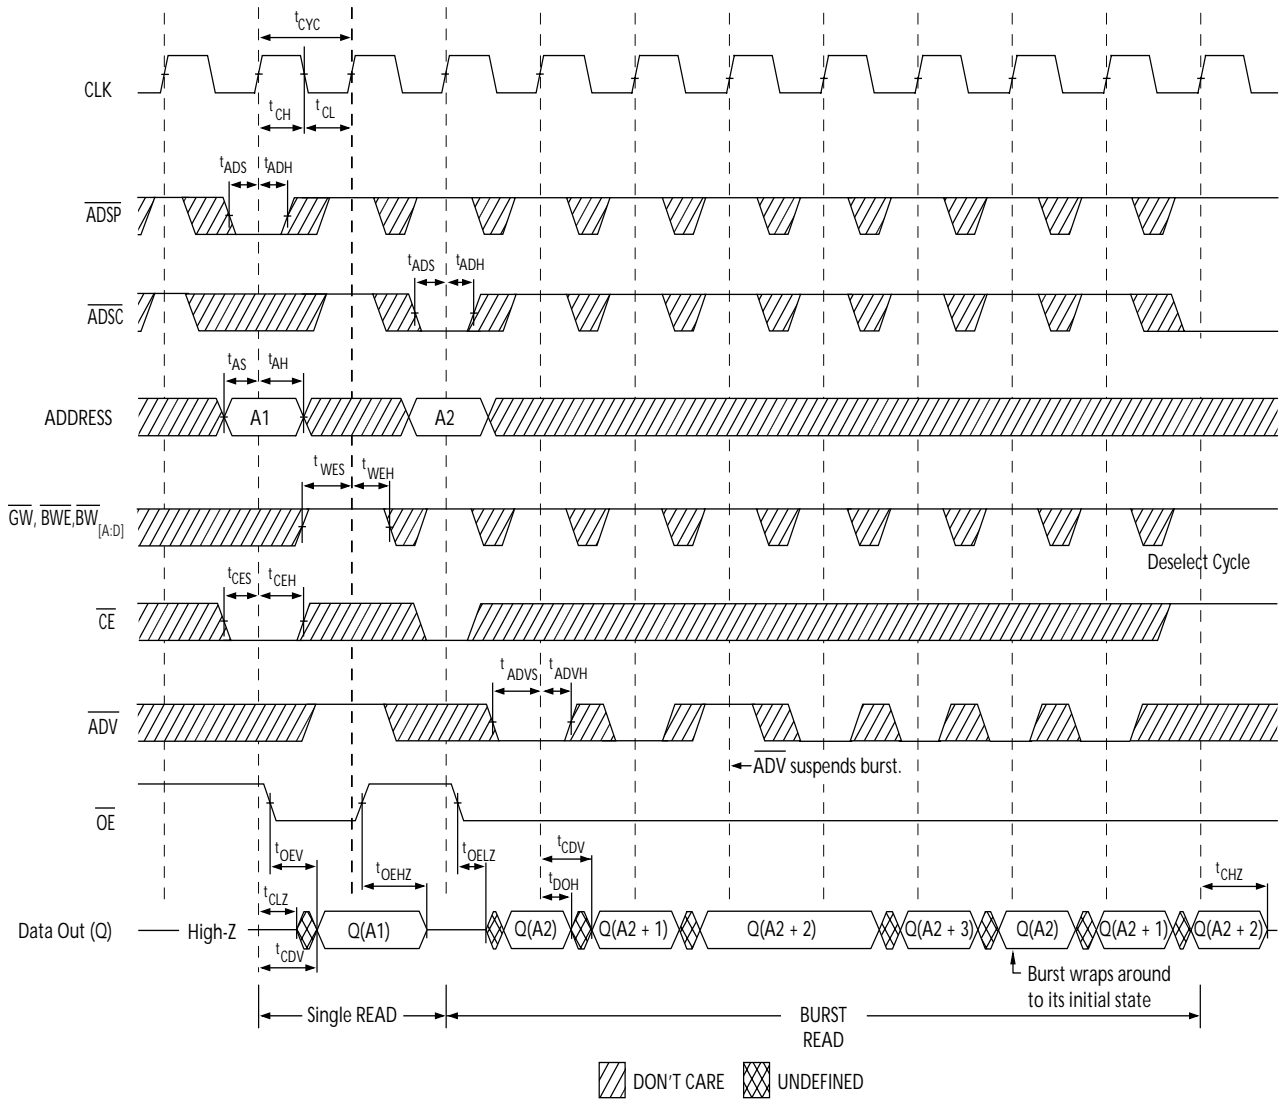 tCYC
CLK
tCH
tCL
tADS
tADH
ADSP
tADS
tADH
ADSC
tAS
tAH
ADDRESS
A1
A2
tWES
tWEH
GW, BWE,BW[A:D]
Deselect Cycle
tCES
tCEH
CE
tADVS
tADVH
ADV
ADV suspends burst.
OE
tOEV
tOEHZ
tOELZ
tCDV
tCHZ
tDOH
tCLZ
Data Out (Q)
High-Z
Q(A1)
Q(A2)
Q(A2 + 1)
Q(A2 + 2)
Q(A2 + 3)
Q(A2)
Q(A2 + 1)
Q(A2 + 2)
tCDV
Burst wraps around
to its initial state
Single READ
BURST
READ
DON'T CARE
UNDEFINED